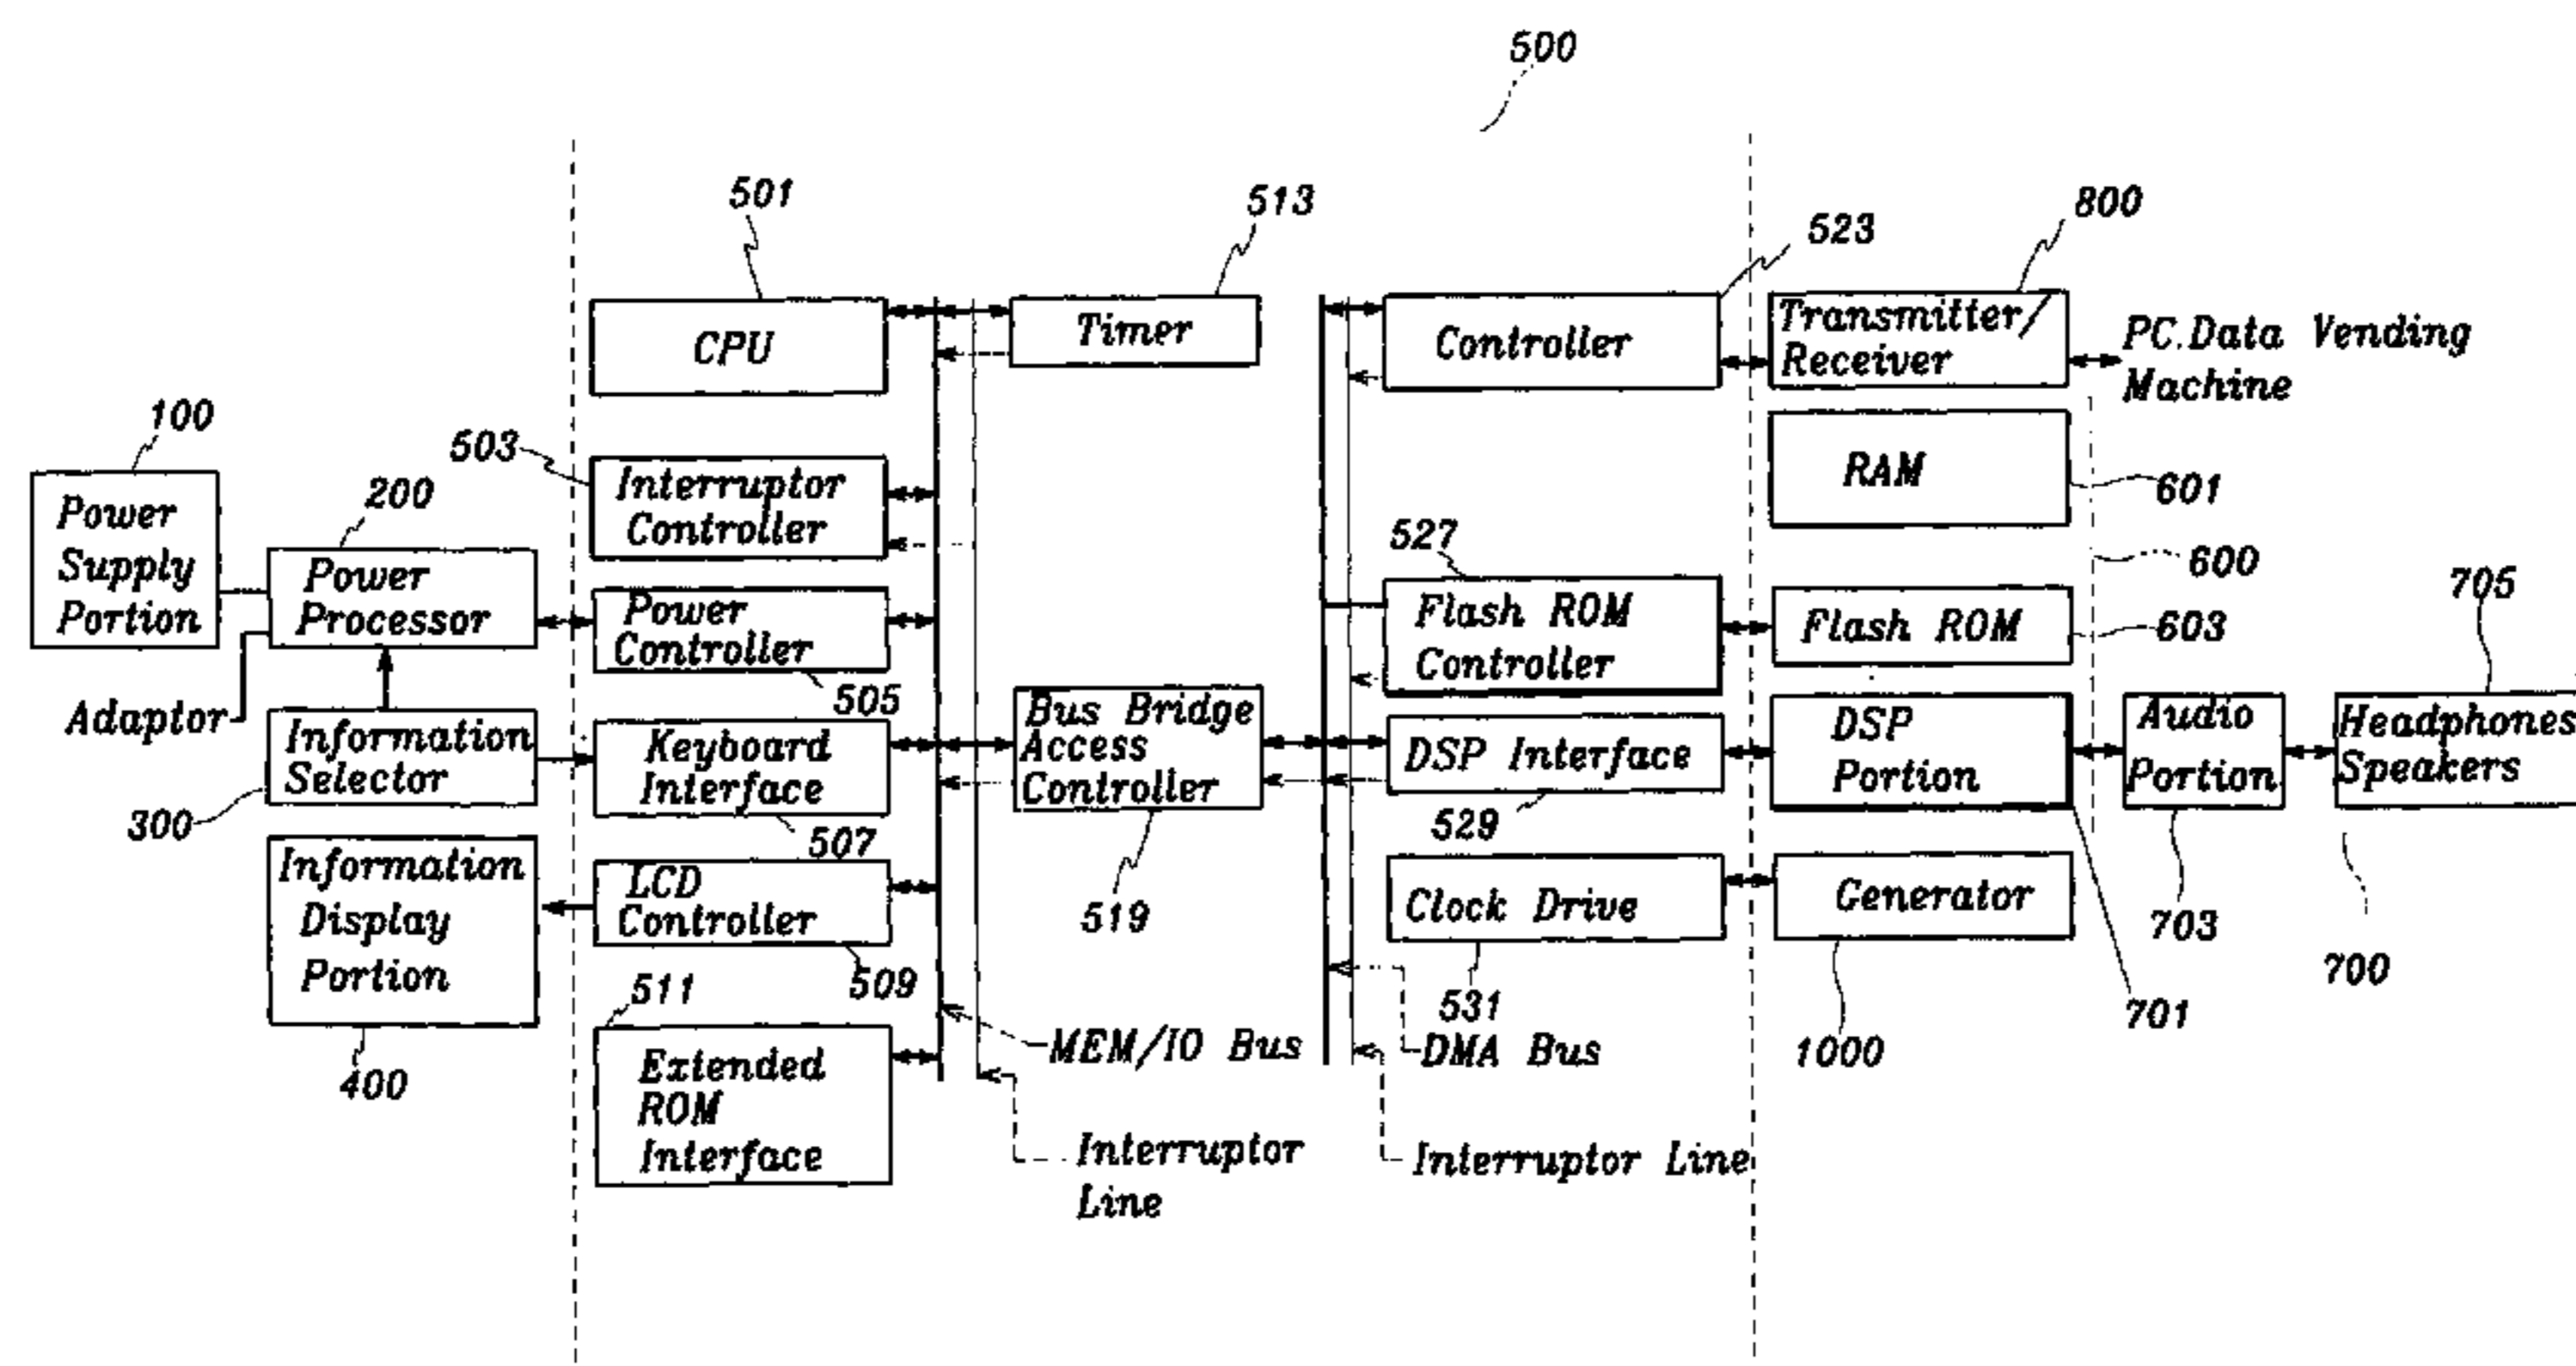 500
501
513
523
800
CPU
Timer
Controller
Transmitter/
Receiver
PC.Data Vending
Machine
100
503
Interruptor
Controller
RAM
601
Power
Supply
Portion
200
Power
Processor
Power
Controller
505
527
Flash ROM
Controller
Flash ROM
603
600
705
Adaptor
Information
Selector
300
Keyboard
Interface
507
Bus Bridge
Access
Controller
519
DSP Interface
529
DSP
Portion
701
Audio
Portion
703
Headphones
Speakers
700
Information
Display
Portion
400
LCD
Controller
509
Clock Drive
531
Generator
1000
511
Extended
ROM
Interface
MEM/IO Bus
DMA Bus
Interruptor
Line
Interruptor Line